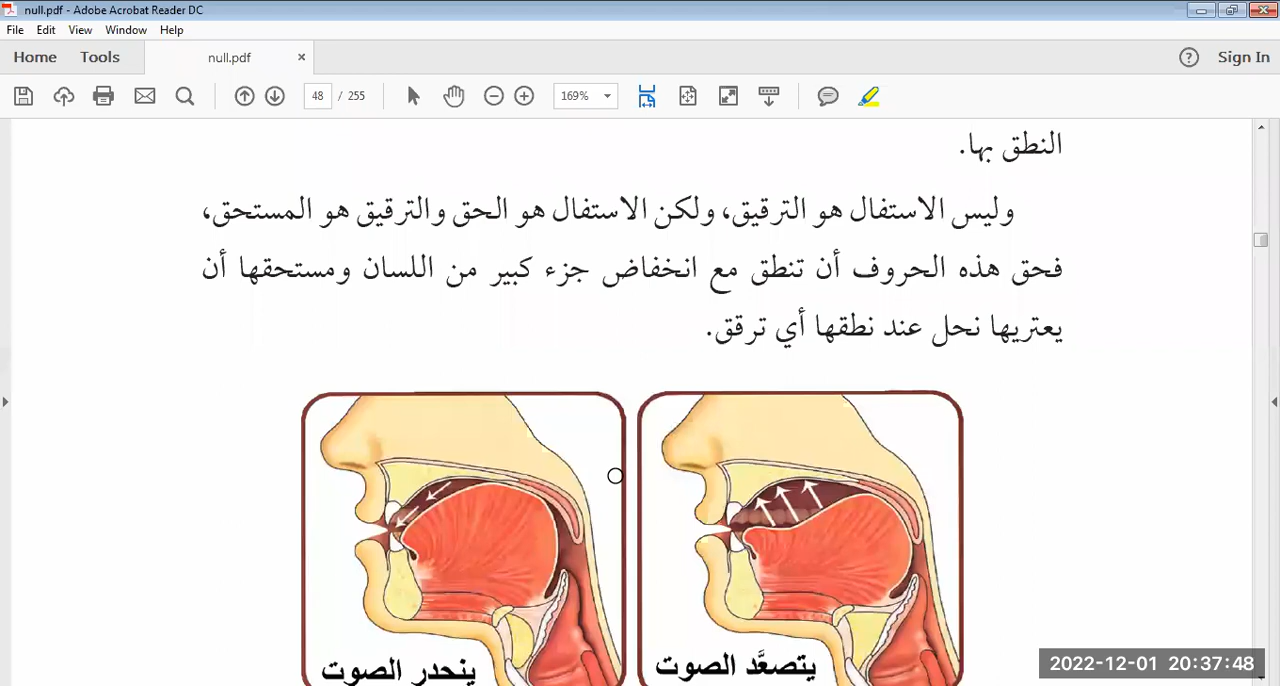 null.pdf - Adobe Acrobat Reader DC
File Edit View Window Help
Home Tools null.pdf × ? Sign In
48 / 255 169%
النطق بها.
وليس الاستفال هو الترقيق، ولكن الاستفال هو الحق والترقيق هو المستحق،
فحق هذه الحروف أن تنطق مع انخفاض جزء كبير من اللسان ومستحقها أن
يعتريها نحل عند نطقها أي ترقق.
يتصعَّد الصوت
ينحدر الصوت
2022-12-01 20:37:48